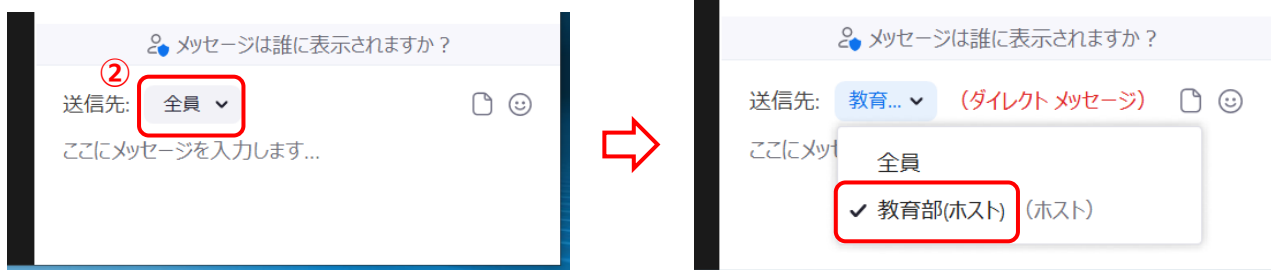 メッセージは誰に表示されますか？
②
送信先: 全員
ここにメッセージを入力します...
メッセージは誰に表示されますか？
送信先: 教育... （ダイレクト メッセージ）
ここにメッセ
全員
教育部(ホスト) （ホスト）